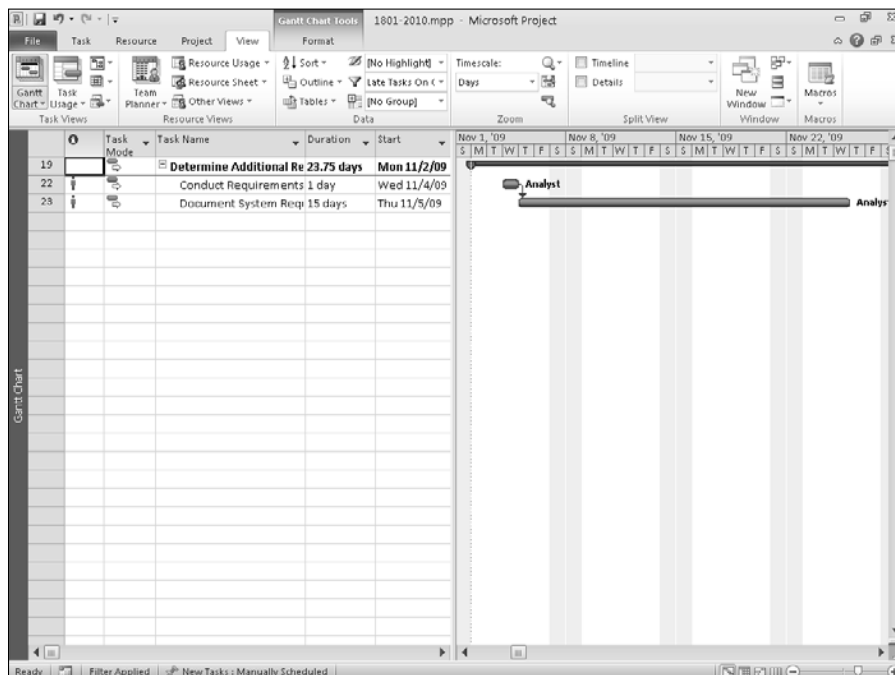 Gantt Chart Tools 1801-2010.mpp - Microsoft Project
File Task Resource Project View Format
Gantt Chart
Task Usage
Team Planner
Resource Usage
Resource Sheet
Other Views
Sort
Outline
Tables
[No Highlight]
Late Tasks On (
[No Group]
Timescale:
Days
Timeline
Details
New Window
Macros
Task Views Resource Views Data Zoom Split View Window Macros
Task Mode Task Name Duration Start
Nov 1, '09 Nov 8, '09 Nov 15, '09 Nov 22, '09
S M T W T F S S M T W T F S S M T W T F S S M T W T F S
19 Determine Additional Re 23.75 days Mon 11/2/09
22 Conduct Requirements 1 day Wed 11/4/09 Analyst
23 Document System Requ 15 days Thu 11/5/09 Analys
Gantt Chart
Ready Filter Applied New Tasks : Manually Scheduled